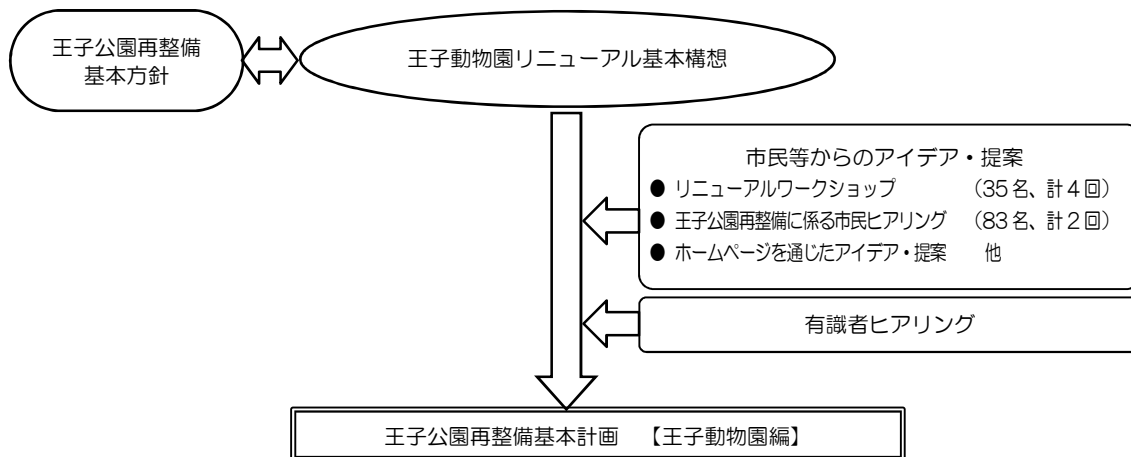 王子公園再整備
基本方針
王子動物園リニューアル基本構想
市民等からのアイデア・提案
● リニューアルワークショップ （35名、計4回）
● 王子公園再整備に係る市民ヒアリング （83名、計2回）
● ホームページを通じたアイデア・提案 他
有識者ヒアリング
王子公園再整備基本計画 【王子動物園編】